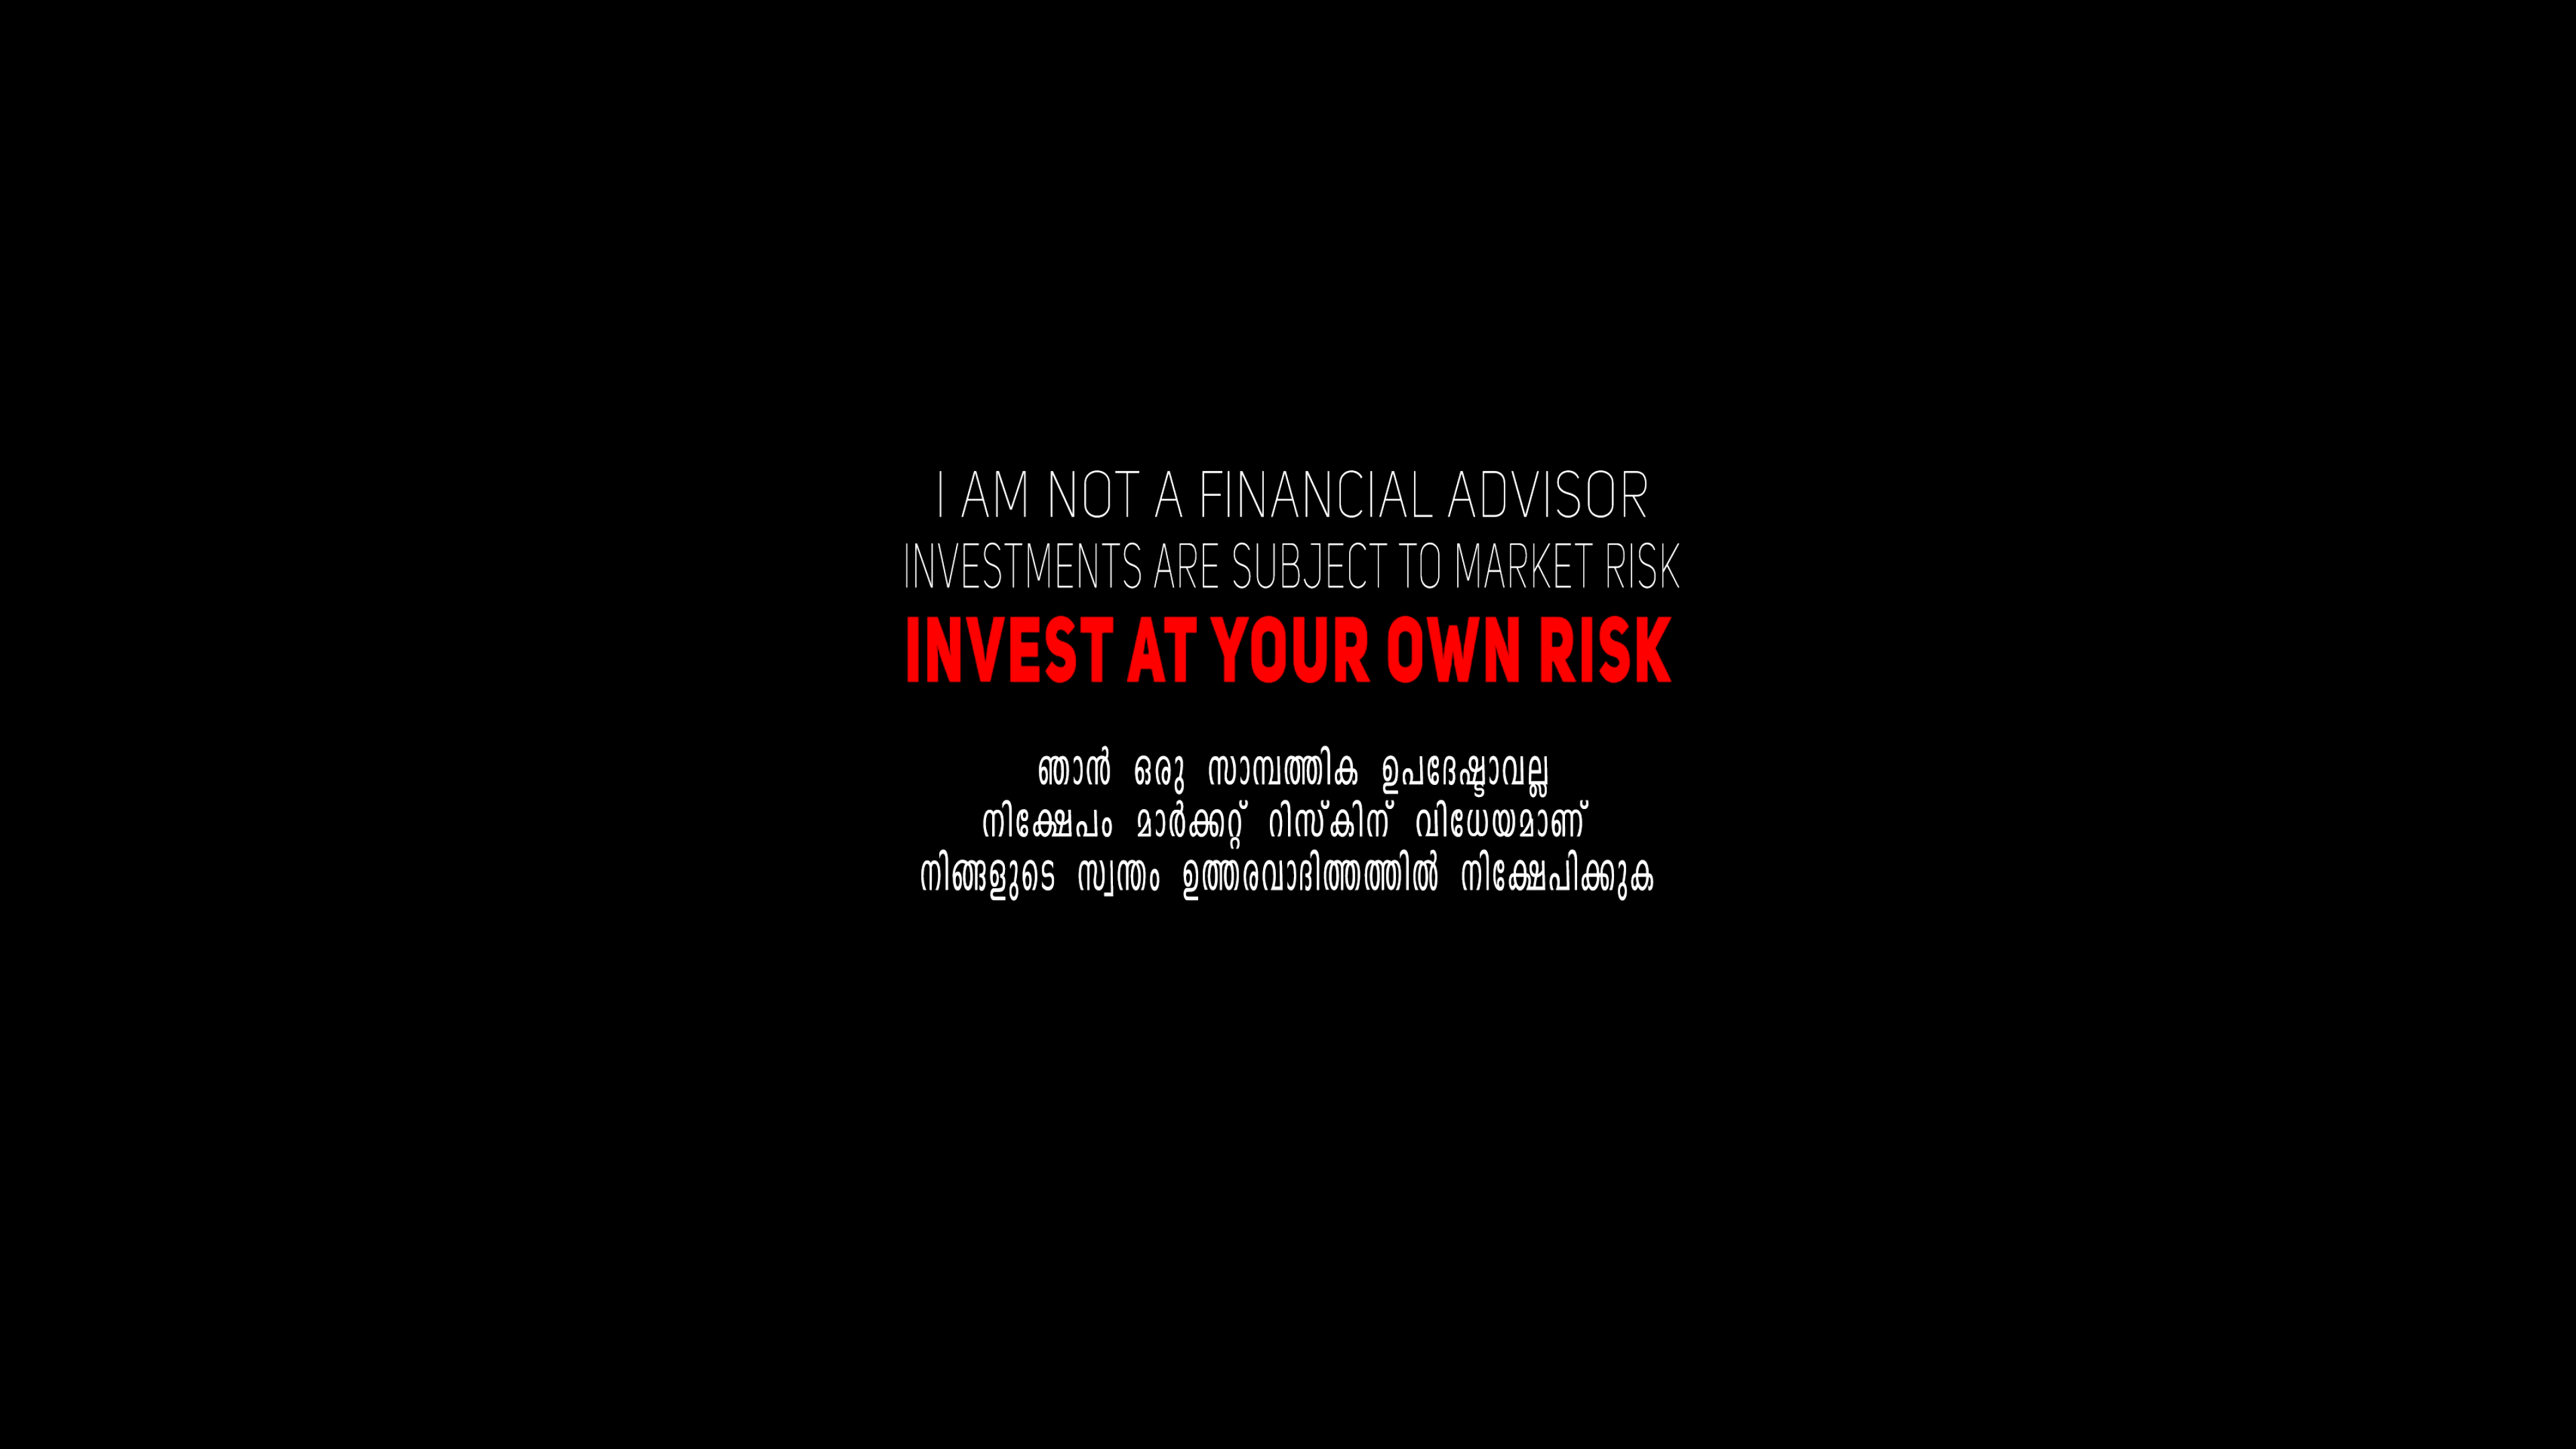 I AM NOT A FINANCIAL ADVISOR
INVESTMENTS ARE SUBJECT TO MARKET RISK
INVEST AT YOUR OWN RISK
ഞാൻ ഒരു സാമ്പത്തിക ഉപദേഷ്ടാവല്ല
നിക്ഷേപം മാർക്കറ്റ് റിസ്കിന് വിധേയമാണ്
നിങ്ങളുടെ സ്വന്തം ഉത്തരവാദിത്തത്തിൽ നിക്ഷേപിക്കുക